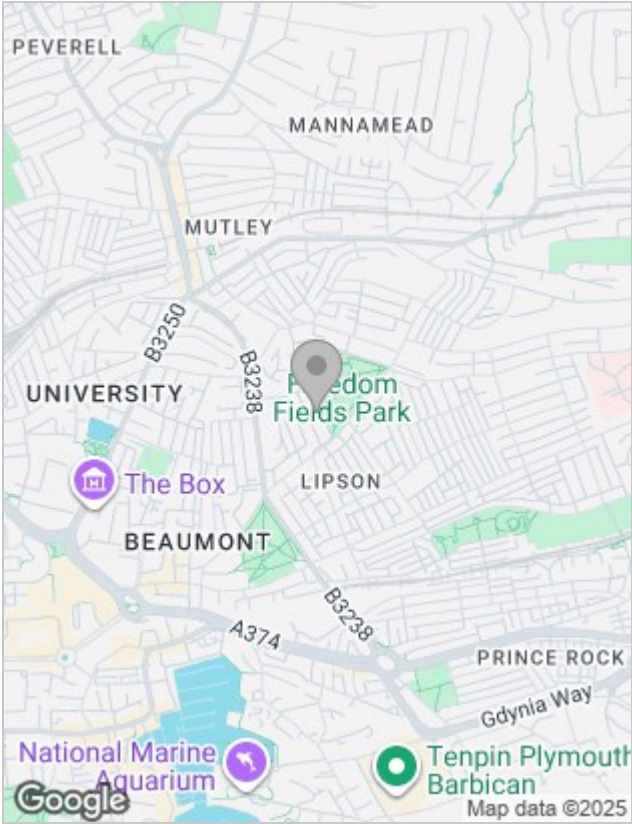 PEVERELL
MANNAMEAD
MUTLEY
B3250
B3238
UNIVERSITY
Fields Park
LIPSON
The Box
BEAUMONT
B3238
A374
PRINCE ROCK
Gdynia Way
National Marine
Aquarium
Tenpin Plymouth
Barbican
Google
Map data ©2025